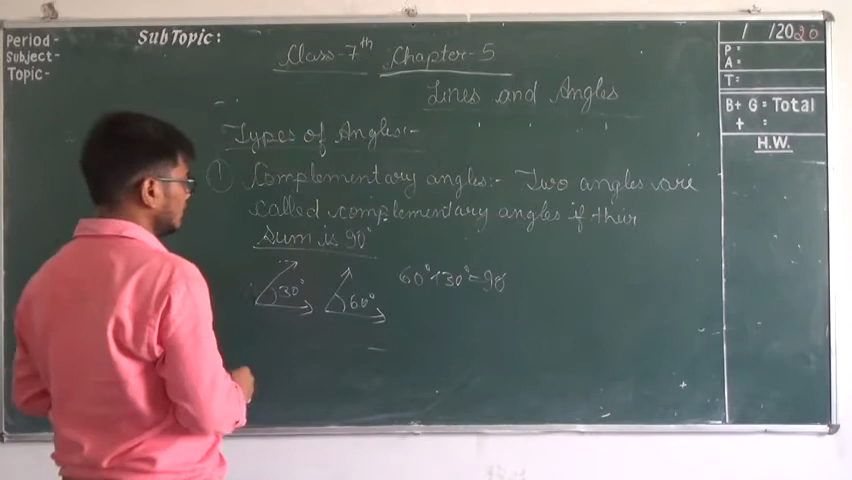 Period-
Subject-
Topic-
Sub Topic:
Class-7th Chapter-5
Lines and Angles
Types of Angles:-
① Complementary angles:- Two angles are
called complementary angles if their
sum is 90°
30°
60°
60°+30°=90°
/ /2020
P=
A=
T=
B+ G = Total
+ =
H.W.